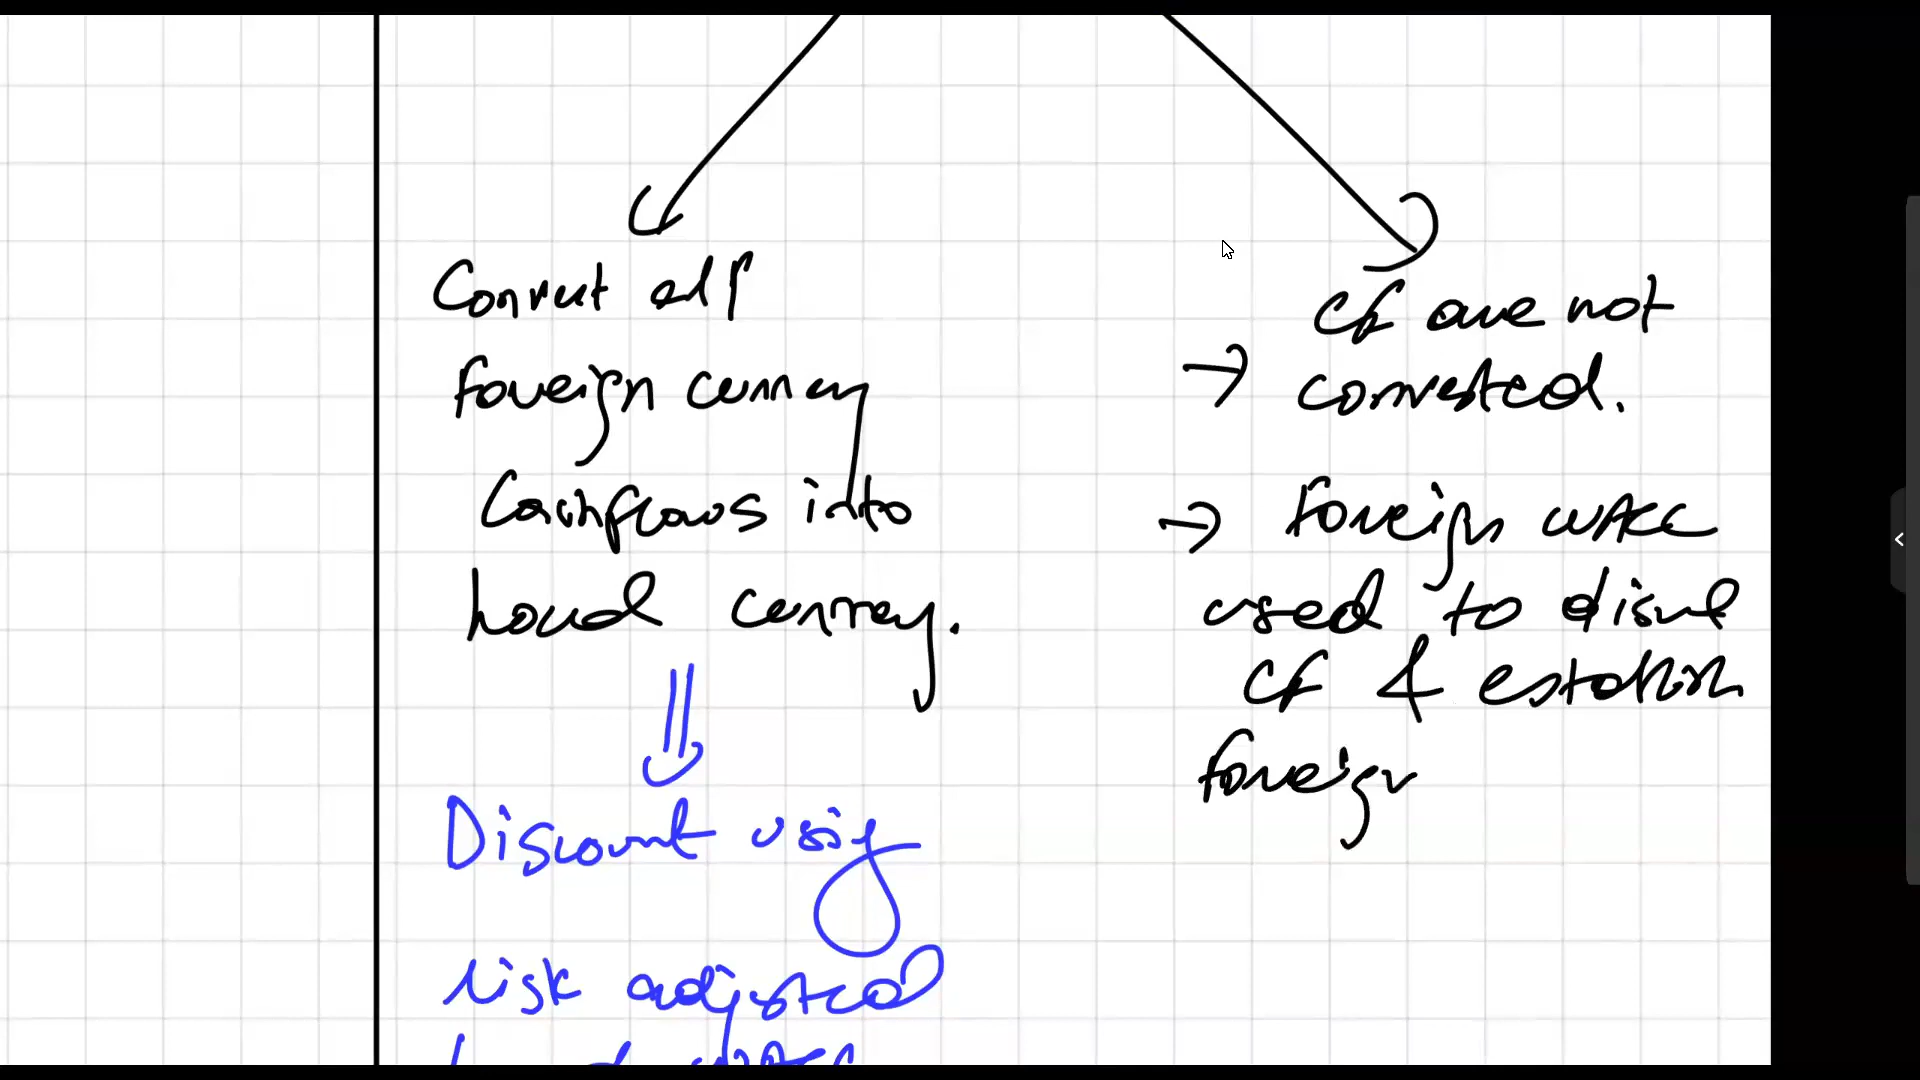 Convert all
foreign currency
Cashflows into
home currency.
Discount using
risk adjusted
CF are not
→ converted.
→ Foreign WACC
used to
CF & establish
foreign